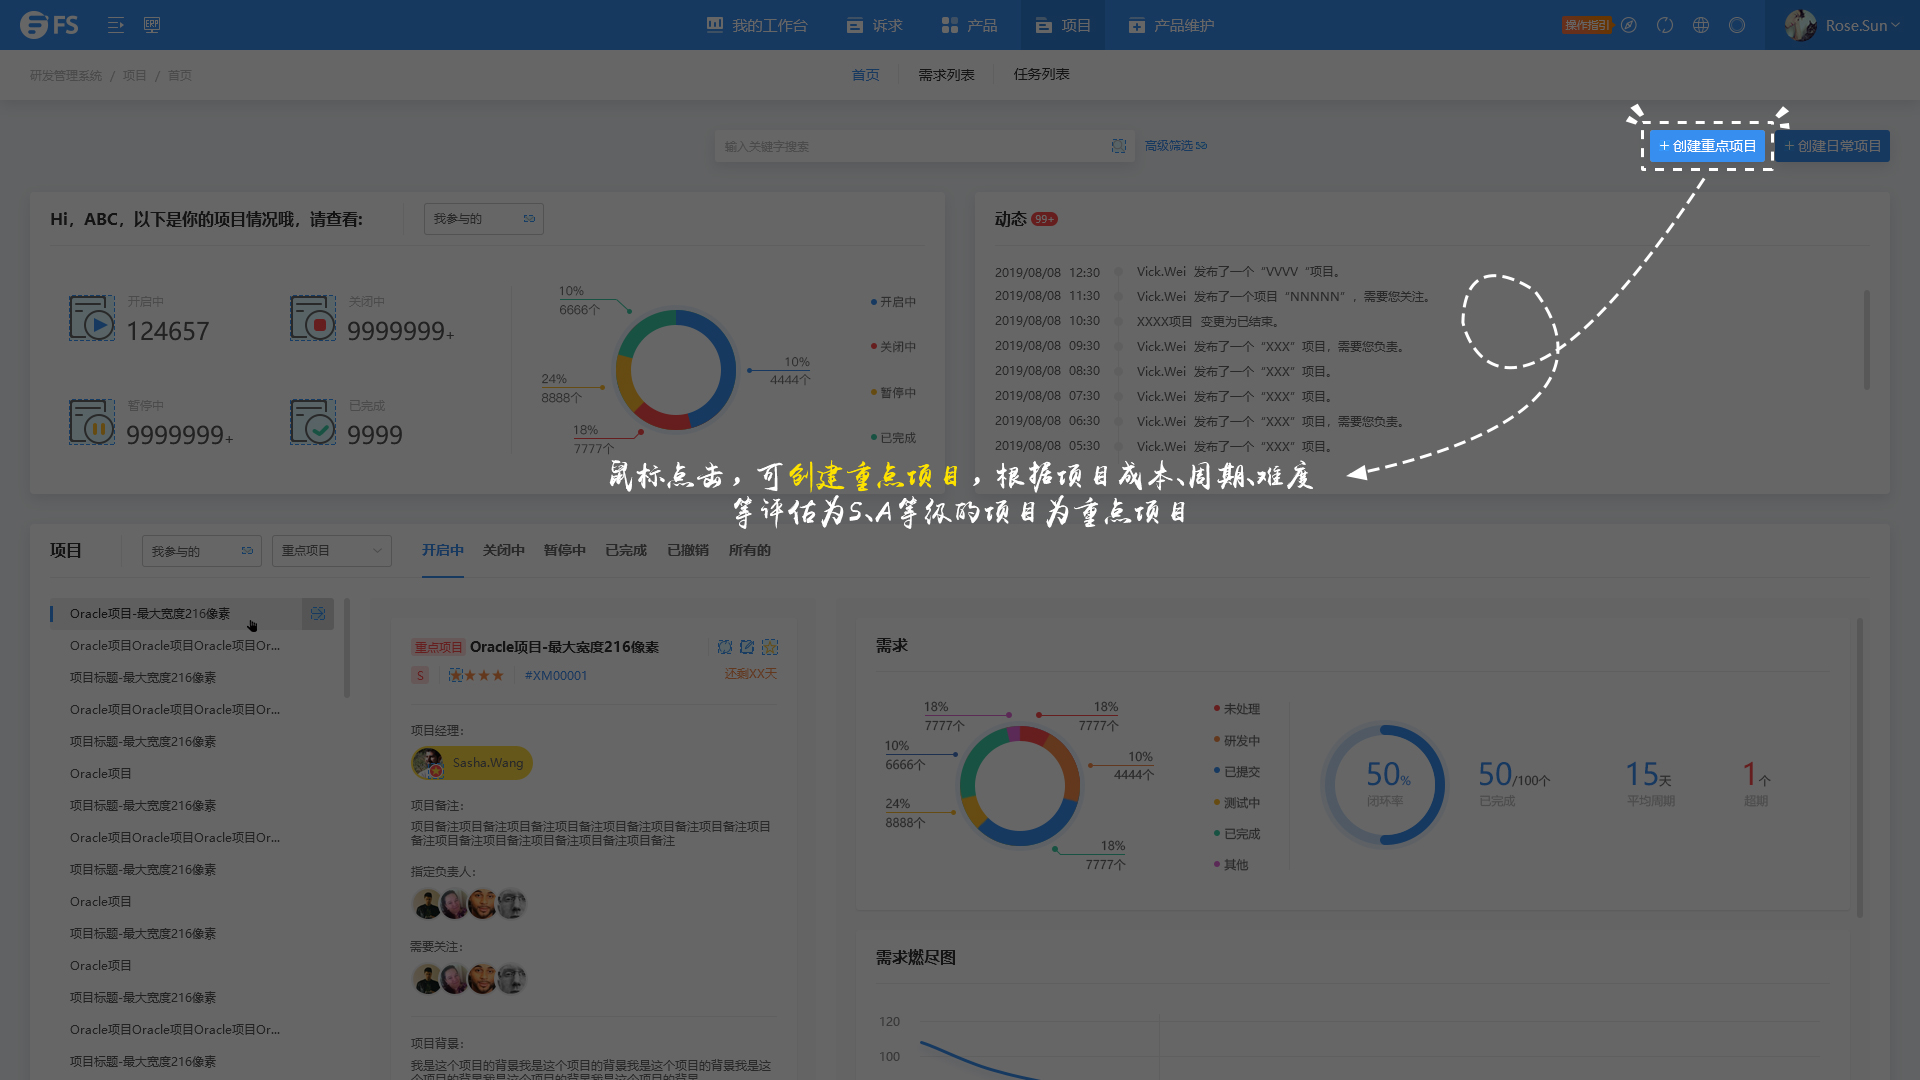 FS
ERP
我的工作台
诉求
产品
项目
产品维护
操作指引
Rose.Sun
研发管理系统 / 项目 / 首页
首页
需求列表
任务列表
输入关键字搜索
高级筛选
+ 创建重点项目
+ 创建日常项目
Hi，ABC，以下是你的项目情况哦，请查看:
我参与的
开启中
124657
关闭中
9999999+
暂停中
9999999+
已完成
9999
10%
6666个
10%
4444个
24%
8888个
18%
7777个
开启中
关闭中
暂停中
已完成
动态 99+
2019/08/08 12:30 Vick.Wei 发布了一个“VVVV “项目。
2019/08/08 11:30 Vick.Wei 发布了一个项目“NNNNN”，需要您关注。
2019/08/08 10:30 XXXX项目 变更为已结束。
2019/08/08 09:30 Vick.Wei 发布了一个“XXX”项目，需要您负责。
2019/08/08 08:30 Vick.Wei 发布了一个“XXX”项目。
2019/08/08 07:30 Vick.Wei 发布了一个“XXX”项目。
2019/08/08 06:30 Vick.Wei 发布了一个“XXX”项目，需要您负责。
2019/08/08 05:30 Vick.Wei 发布了一个“XXX”项目。
鼠标点击，可创建重点项目，根据项目成本、周期、难度
等评估为S、A等级的项目为重点项目
项目
我参与的
重点项目
开启中
关闭中
暂停中
已完成
已撤销
所有的
Oracle项目-最大宽度216像素
Oracle项目Oracle项目Oracle项目Or...
项目标题-最大宽度216像素
Oracle项目Oracle项目Oracle项目Or...
项目标题-最大宽度216像素
Oracle项目
项目标题-最大宽度216像素
Oracle项目Oracle项目Oracle项目Or...
项目标题-最大宽度216像素
Oracle项目
项目标题-最大宽度216像素
Oracle项目
项目标题-最大宽度216像素
Oracle项目Oracle项目Oracle项目Or...
项目标题-最大宽度216像素
重点项目 Oracle项目-最大宽度216像素
S
#XM00001
还剩XX天
项目经理：
Sasha.Wang
项目备注：
项目备注项目备注项目备注项目备注项目备注项目备注项目备注项目
备注项目备注项目备注项目备注项目备注项目备注
指定负责人：
需要关注：
项目背景：
我是这个项目的背景我是这个项目的背景我是这个项目的背景我是这
个项目的背景我是这个项目的背景我是这个项目的背景
需求
18%
7777个
18%
7777个
10%
6666个
10%
4444个
24%
8888个
18%
7777个
未处理
研发中
已提交
测试中
已完成
其他
50%
闭环率
50/100个
已完成
15天
平均周期
1个
超期
需求燃尽图
120
100